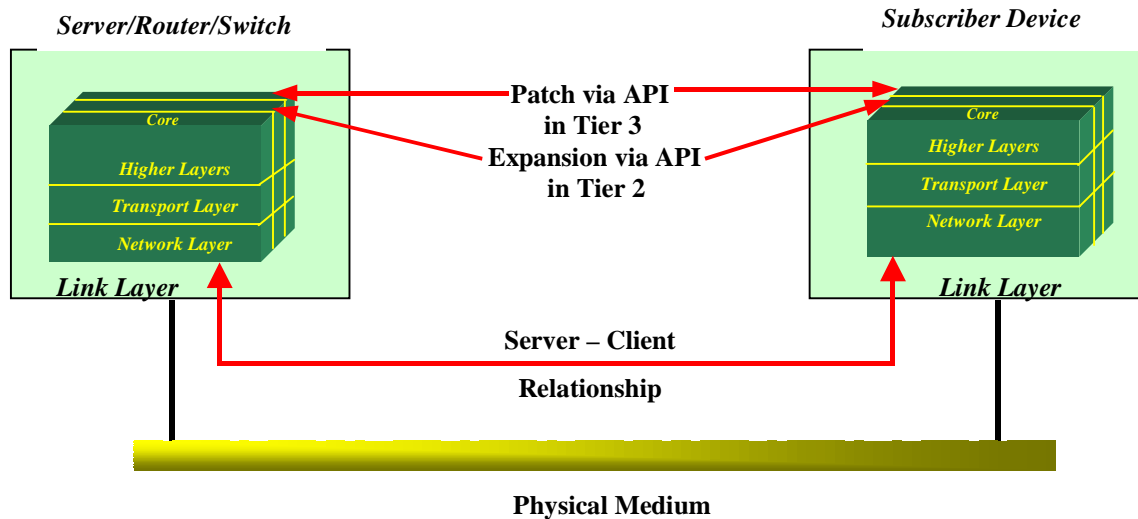 Server/Router/Switch
Subscriber Device
Patch via API
in Tier 3
Expansion via API
in Tier 2
Core
Higher Layers
Transport Layer
Network Layer
Link Layer
Core
Higher Layers
Transport Layer
Network Layer
Link Layer
Server – Client
Relationship
Physical Medium